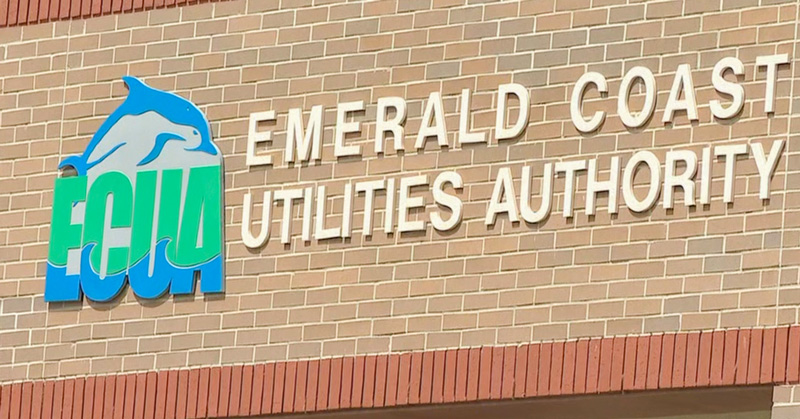 ECUA
EMERALD COAST
UTILITIES AUTHORITY